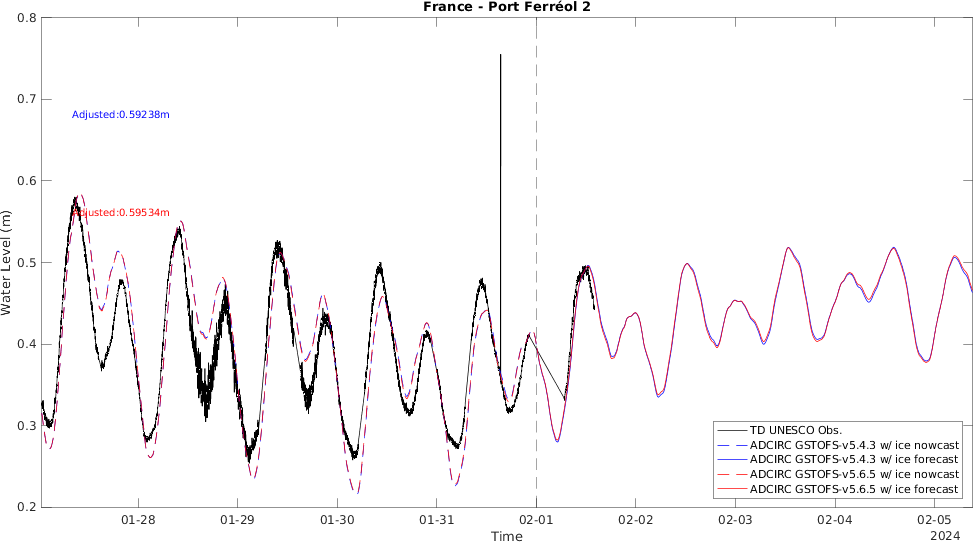 France - Port Ferréol 2
0.8
0.7
0.6
0.5
0.4
0.3
0.2
Water Level (m)
Adjusted:0.59238m
Adjusted:0.59534m
TD UNESCO Obs.
ADCIRC GSTOFS-v5.4.3 w/ ice nowcast
ADCIRC GSTOFS-v5.4.3 w/ ice forecast
ADCIRC GSTOFS-v5.6.5 w/ ice nowcast
ADCIRC GSTOFS-v5.6.5 w/ ice forecast
01-28 01-29 01-30 01-31 02-01 02-02 02-03 02-04 02-05
Time
2024